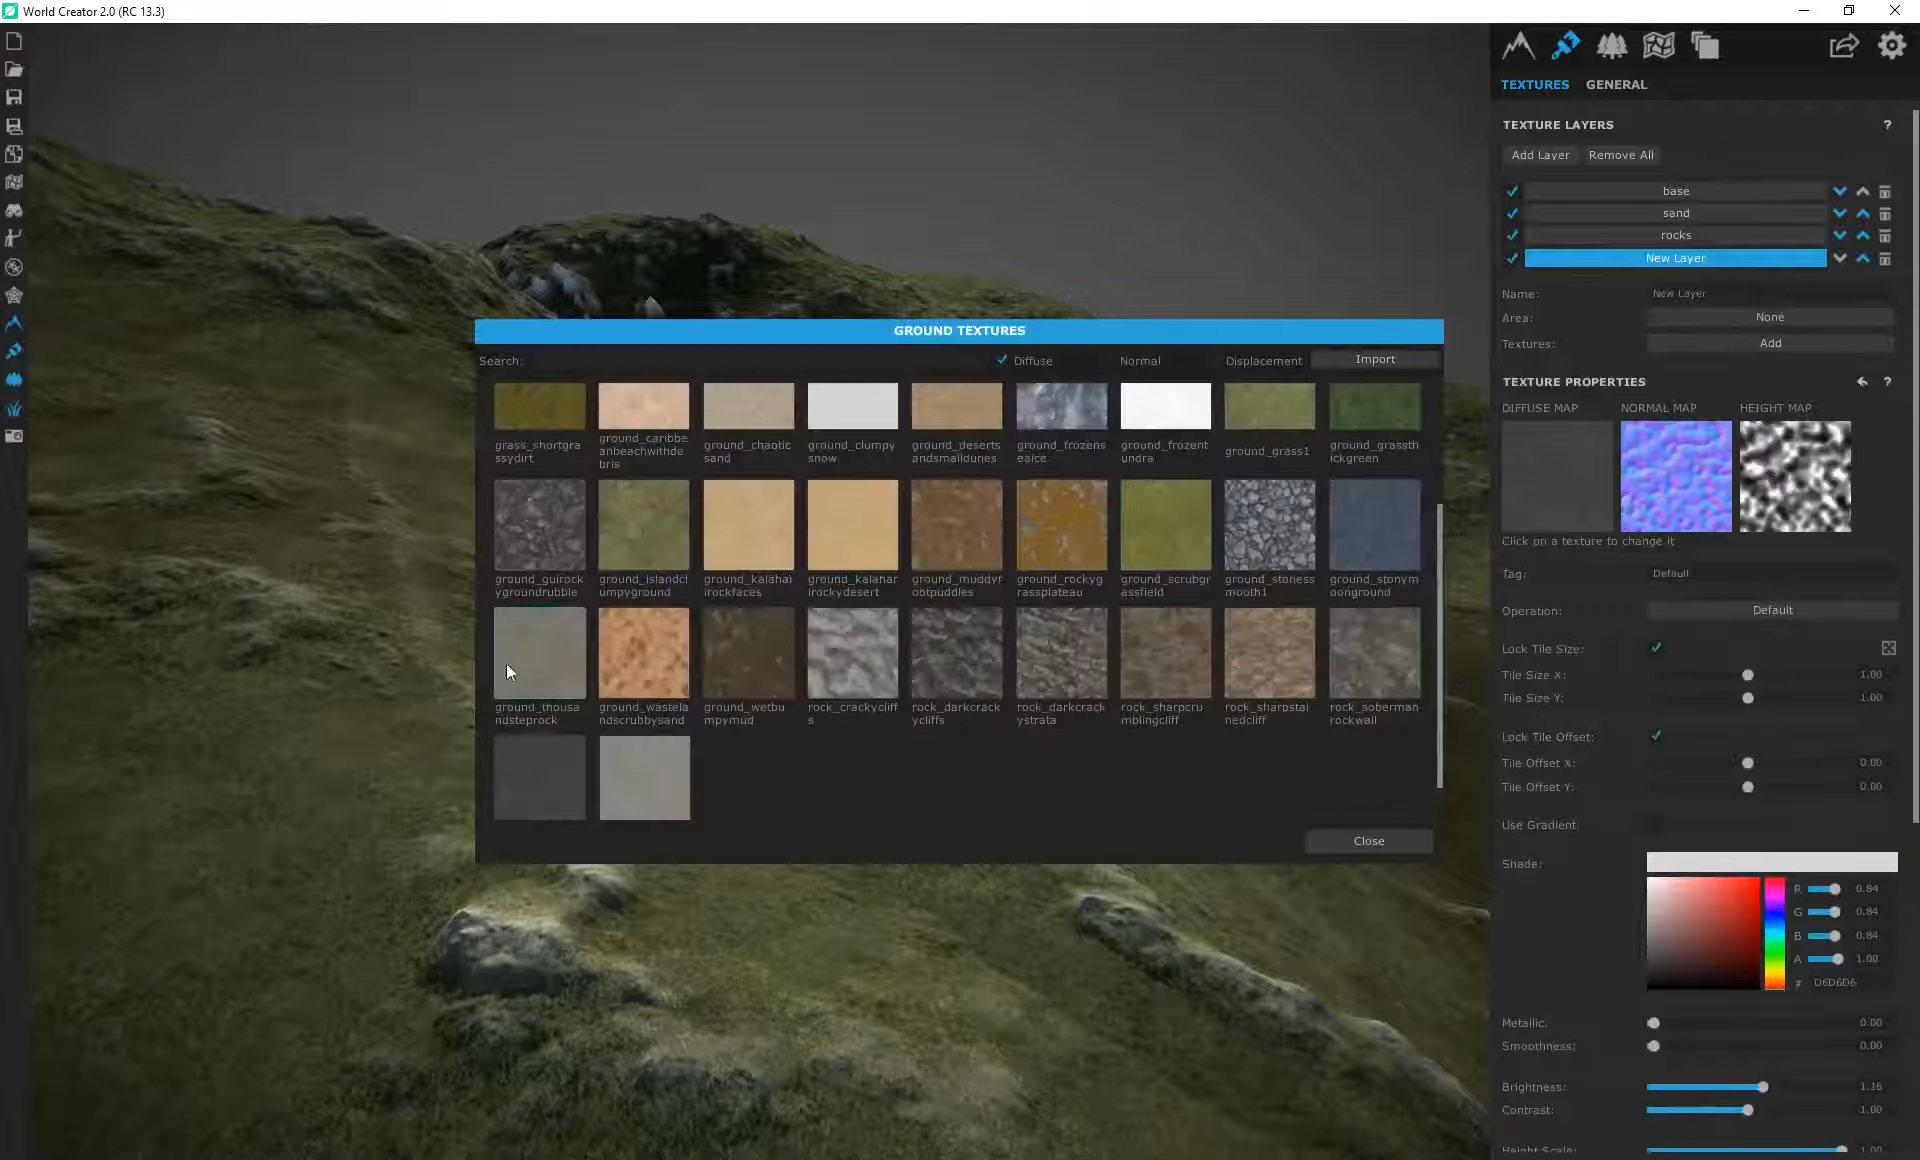 World Creator 2.0 (RC 13.3)
TEXTURES GENERAL
TEXTURE LAYERS ?
Add Layer Remove All
base
sand
rocks
New Layer
Name: New Layer
Area: None
Textures: Add
TEXTURE PROPERTIES ?
DIFFUSE MAP NORMAL MAP HEIGHT MAP
Click on a texture to change it
Tag: Default
Operation: Default
Lock Tile Size:
Tile Size X: 1.00
Tile Size Y: 1.00
Lock Tile Offset:
Tile Offset X: 0.00
Tile Offset Y: 0.00
Use Gradient
Shade:
R 0.84
G 0.84
B 0.84
A 1.00
# D6D6D6
Metallic: 0.00
Smoothness: 0.00
Brightness: 1.16
Contrast: 1.00
Height Scale: 1.00
GROUND TEXTURES
Search: Diffuse Normal Displacement Import
grass_shortgra
ssydirt
ground_caribbe
anbeachwithde
bris
ground_chaotic
sand
ground_clumpy
snow
ground_deserts
andsmalldunes
ground_frozens
eaice
ground_frozent
undra
ground_grass1
ground_grassth
ickgreen
ground_guirock
ygroundrubble
ground_islandcl
umpyground
ground_kalahai
irockfaces
ground_kalahar
irockydesert
ground_muddyf
ootpuddles
ground_rockyg
rassplateau
ground_scrubgr
assfield
ground_stoness
mooth1
ground_stonym
oonground
ground_thousa
ndsteprock
ground_wastela
ndscrubbysand
ground_wetbu
mpymud
rock_crackycliff
s
rock_darkcrack
ycliffs
rock_darkcrack
ystrata
rock_sharpcru
mblingcliff
rock_sharpstai
nedcliff
rock_soberman
rockwall
Close